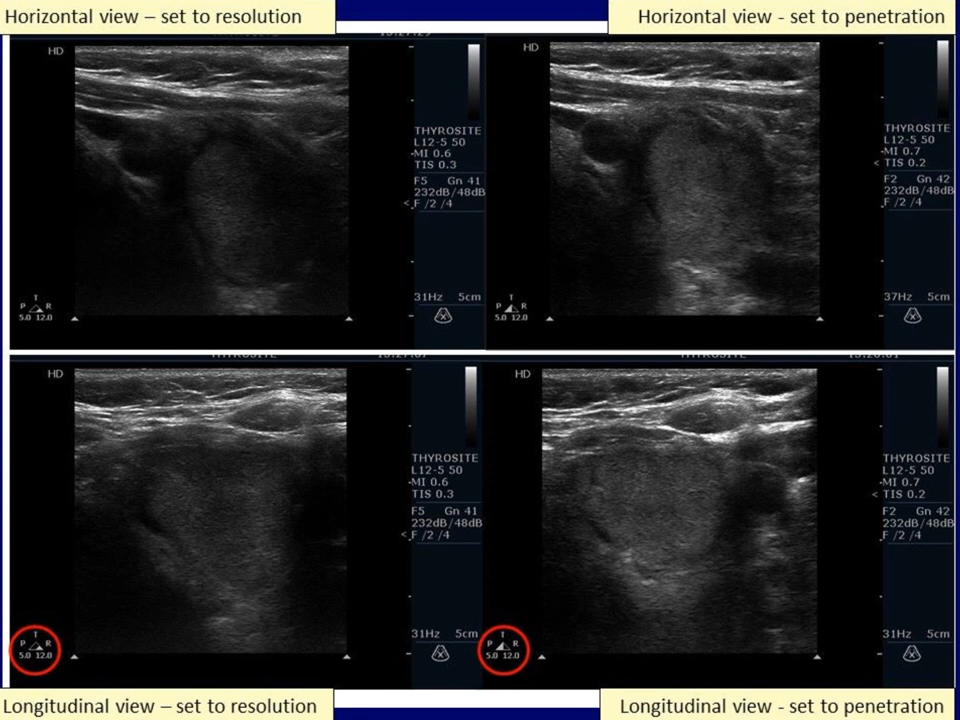 Horizontal view – set to resolution
Horizontal view - set to penetration
HD
THYROSITE
L12-5 50
MI 0.6
TIS 0.3
F5 Gn 41
232dB/48dB
F /2 /4
31Hz 5cm
T
P R
5.0 12.0
HD
THYROSITE
L12-5 50
MI 0.7
< TIS 0.2
F2 Gn 42
232dB/48dB
F /2 /4
37Hz 5cm
T
P R
5.0 12.0
HD
THYROSITE
L12-5 50
MI 0.6
TIS 0.3
F5 Gn 41
232dB/48dB
< F /2 /4
31Hz 5cm
T
P R
5.0 12.0
HD
THYROSITE
L12-5 50
MI 0.7
< TIS 0.2
F2 Gn 42
232dB/48dB
F /2 /4
31Hz 5cm
T
P R
5.0 12.0
Longitudinal view – set to resolution
Longitudinal view - set to penetration